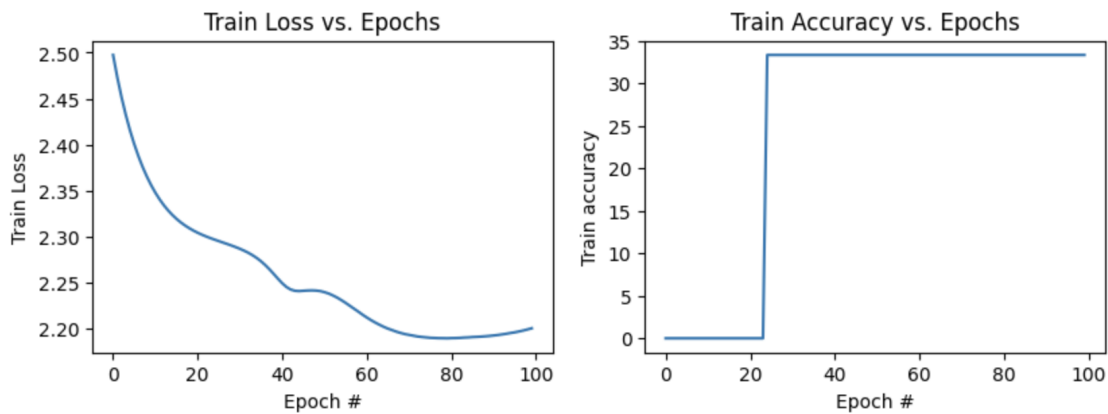 Train Loss vs. Epochs
2.50
2.45
2.40
2.35
2.30
2.25
2.20
Train Loss
0 20 40 60 80 100
Epoch #
Train Accuracy vs. Epochs
35
30
25
20
15
10
5
0
Train accuracy
0 20 40 60 80 100
Epoch #